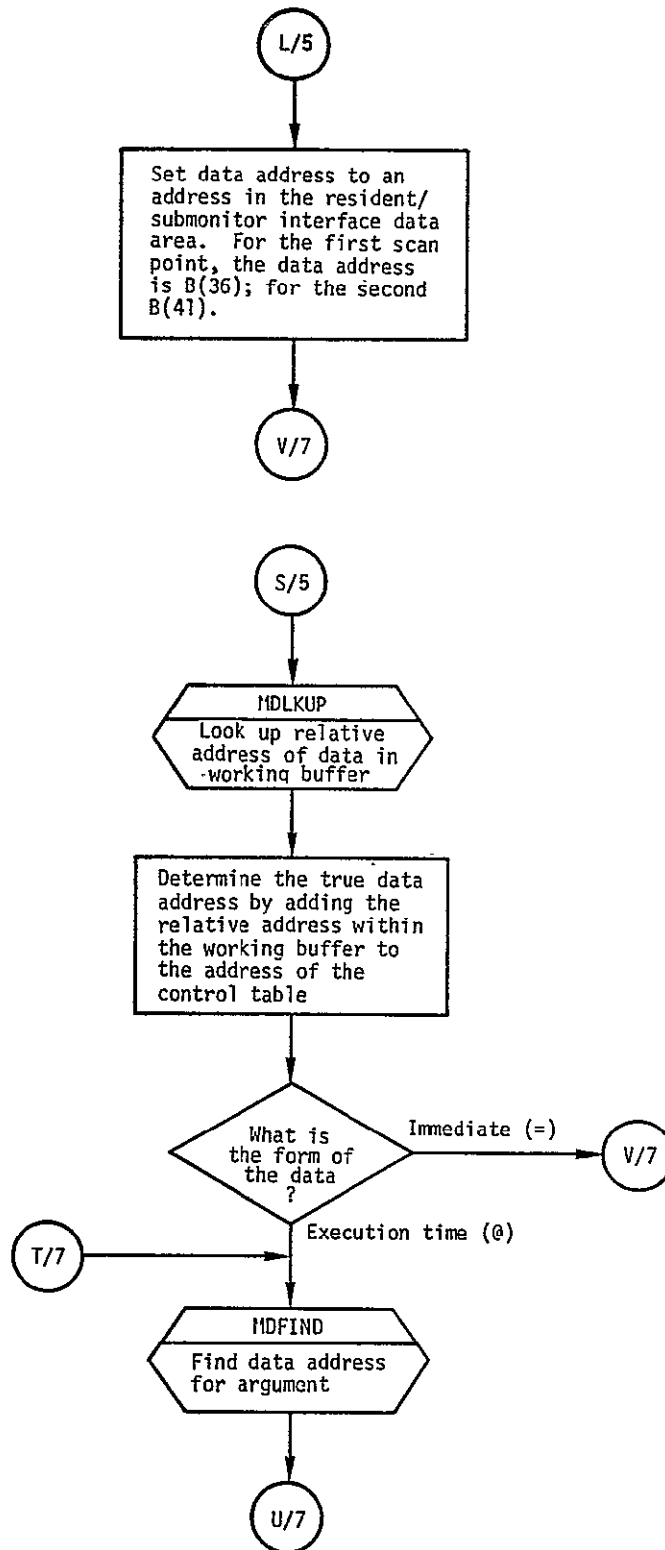 L/5
Set data address to an
address in the resident/
submonitor interface data
area. For the first scan
point, the data address
is B(36); for the second
B(41).
V/7
S/5
MDLKUP
Look up relative
address of data in
working buffer
Determine the true data
address by adding the
relative address within
the working buffer to
the address of the
control table
What is
the form of
the data
?
Immediate (=)
V/7
Execution time (@)
T/7
MDFIND
Find data address
for argument
U/7